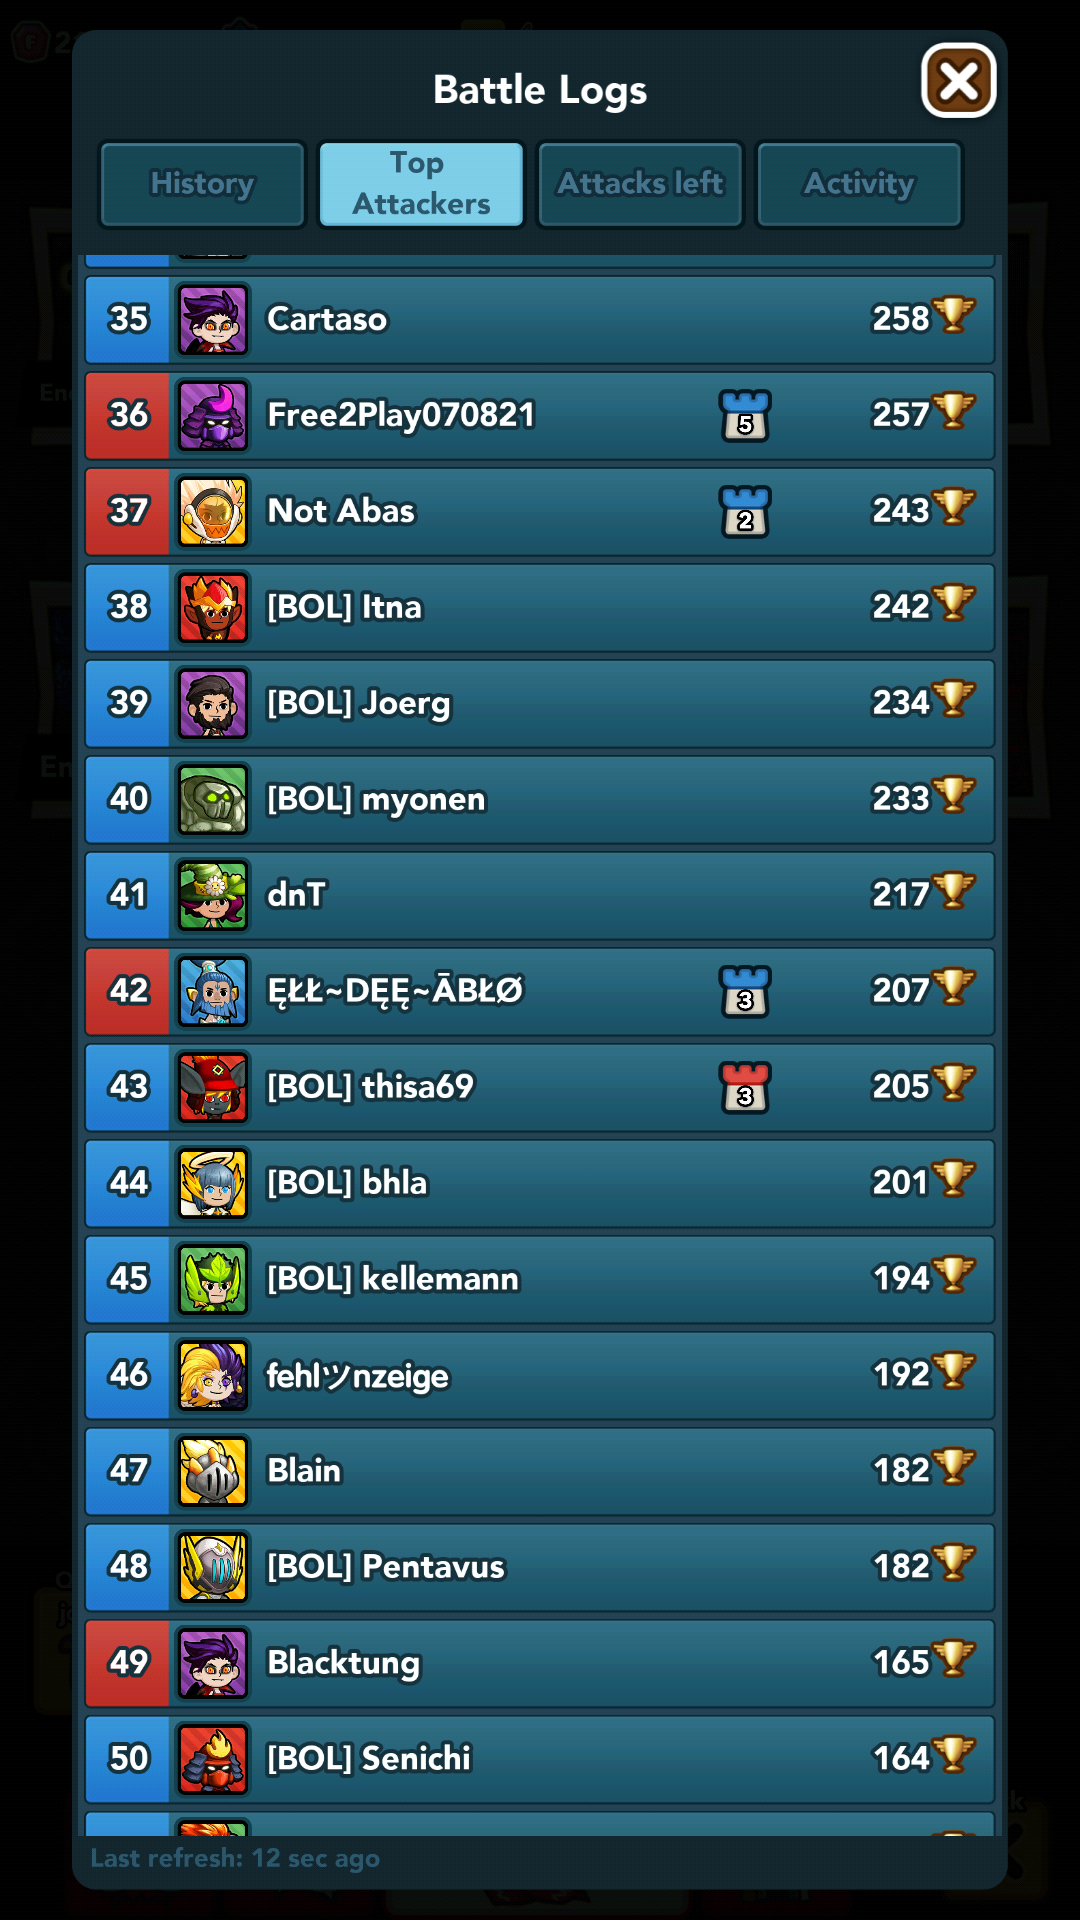 Battle Logs
History
Top
Attackers
Attacks left
Activity
35 Cartaso 258
36 Free2Play070821 5 257
37 Not Abas 2 243
38 [BOL] Itna 242
39 [BOL] Joerg 234
40 [BOL] myonen 233
41 dnT 217
42 ĘŁŁ~DĘĘ~ĀBŁØ 3 207
43 [BOL] thisa69 3 205
44 [BOL] bhla 201
45 [BOL] kellemann 194
46 fehlツnzeige 192
47 Blain 182
48 [BOL] Pentavus 182
49 Blacktung 165
50 [BOL] Senichi 164
Last refresh: 12 sec ago